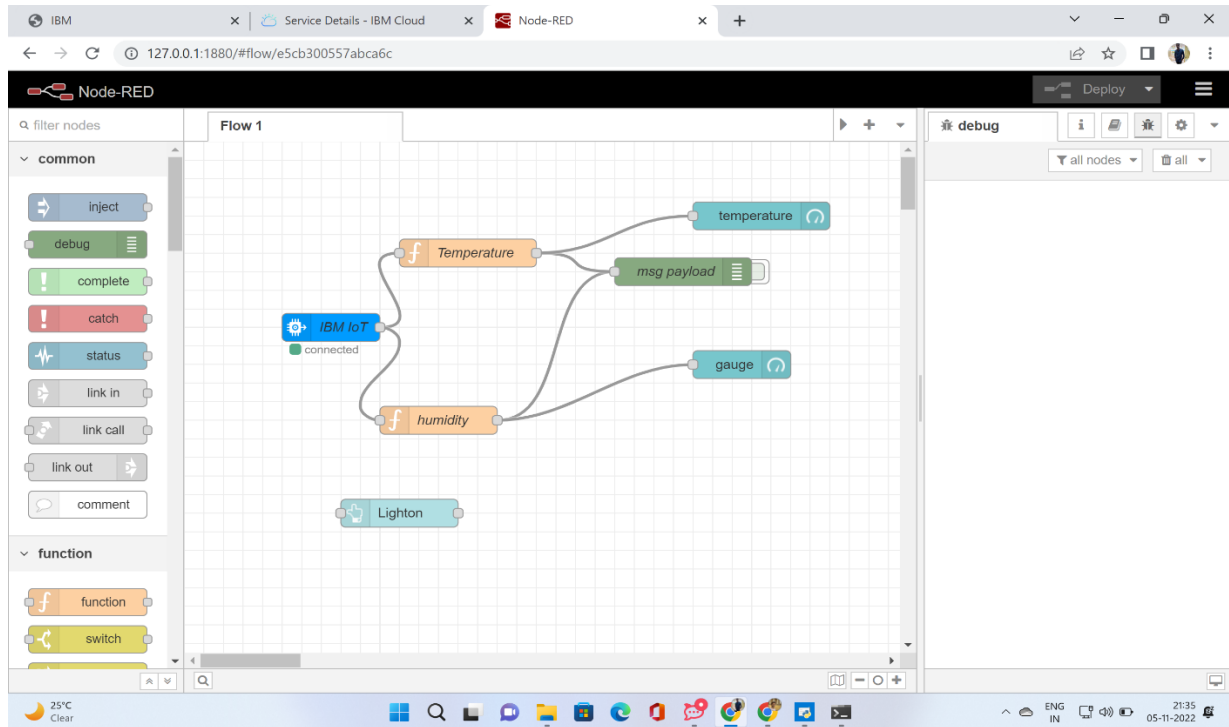 IBM
Service Details - IBM Cloud
Node-RED
127.0.0.1:1880/#flow/e5cb300557abca6c
Node-RED
Deploy
filter nodes
Flow 1
debug
common
all nodes
all
inject
debug
complete
catch
status
link in
link call
link out
comment
function
function
switch
temperature
Temperature
msg payload
IBM IoT
connected
gauge
humidity
Lighton
25°C
Clear
ENG
IN
21:35
05-11-2022